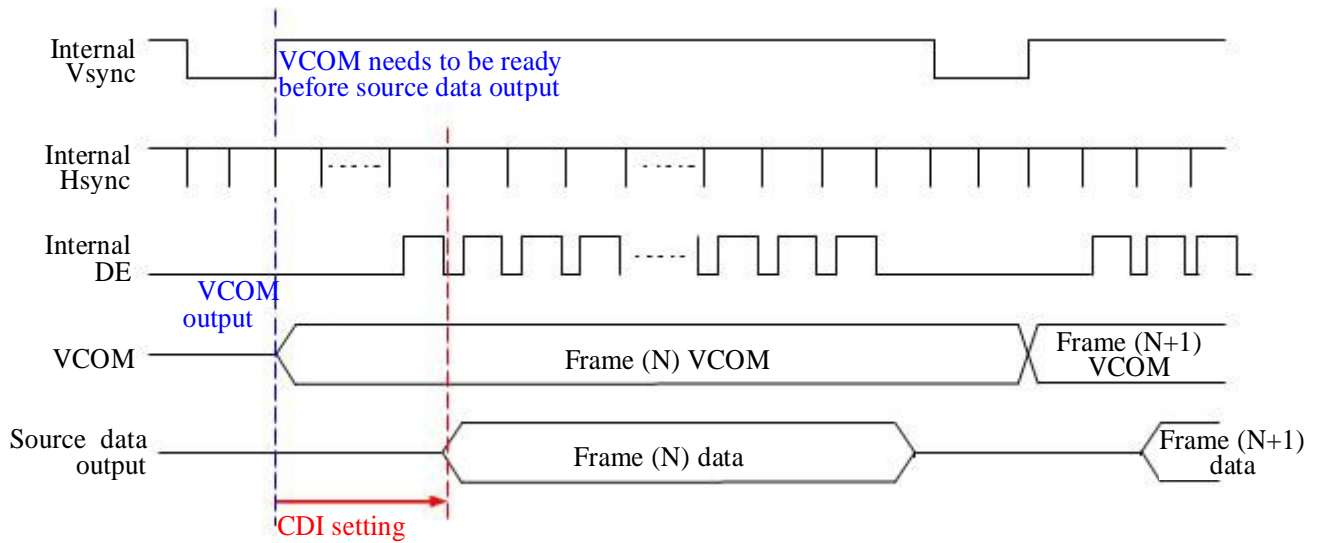 Internal
Vsync
VCOM needs to be ready
before source data output
Internal
Hsync
Internal
DE
VCOM
output
VCOM
Frame (N) VCOM
Frame (N+1)
VCOM
Source data
output
Frame (N) data
Frame (N+1)
data
CDI setting